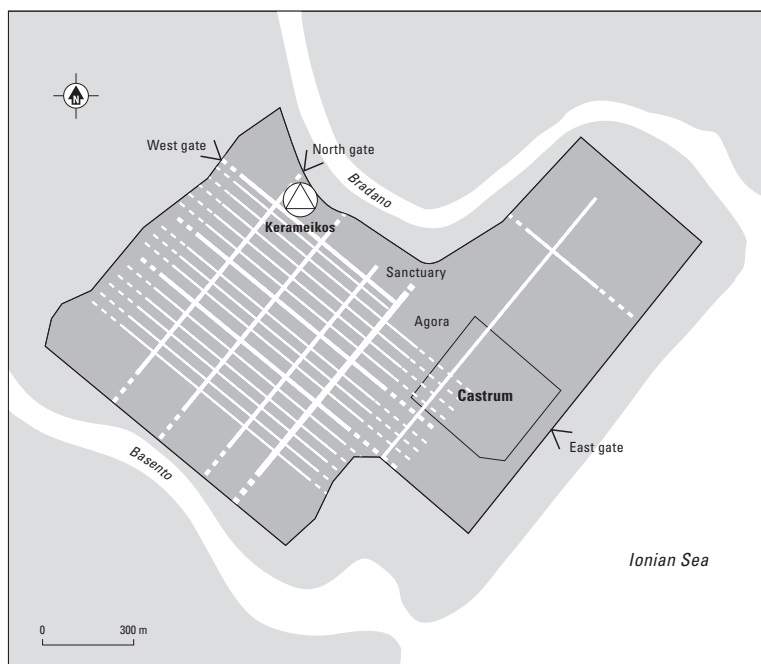 N
West gate
North gate
Bradano
Kerameikos
Sanctuary
Agora
Castrum
East gate
Basento
Ionian Sea
0 300 m